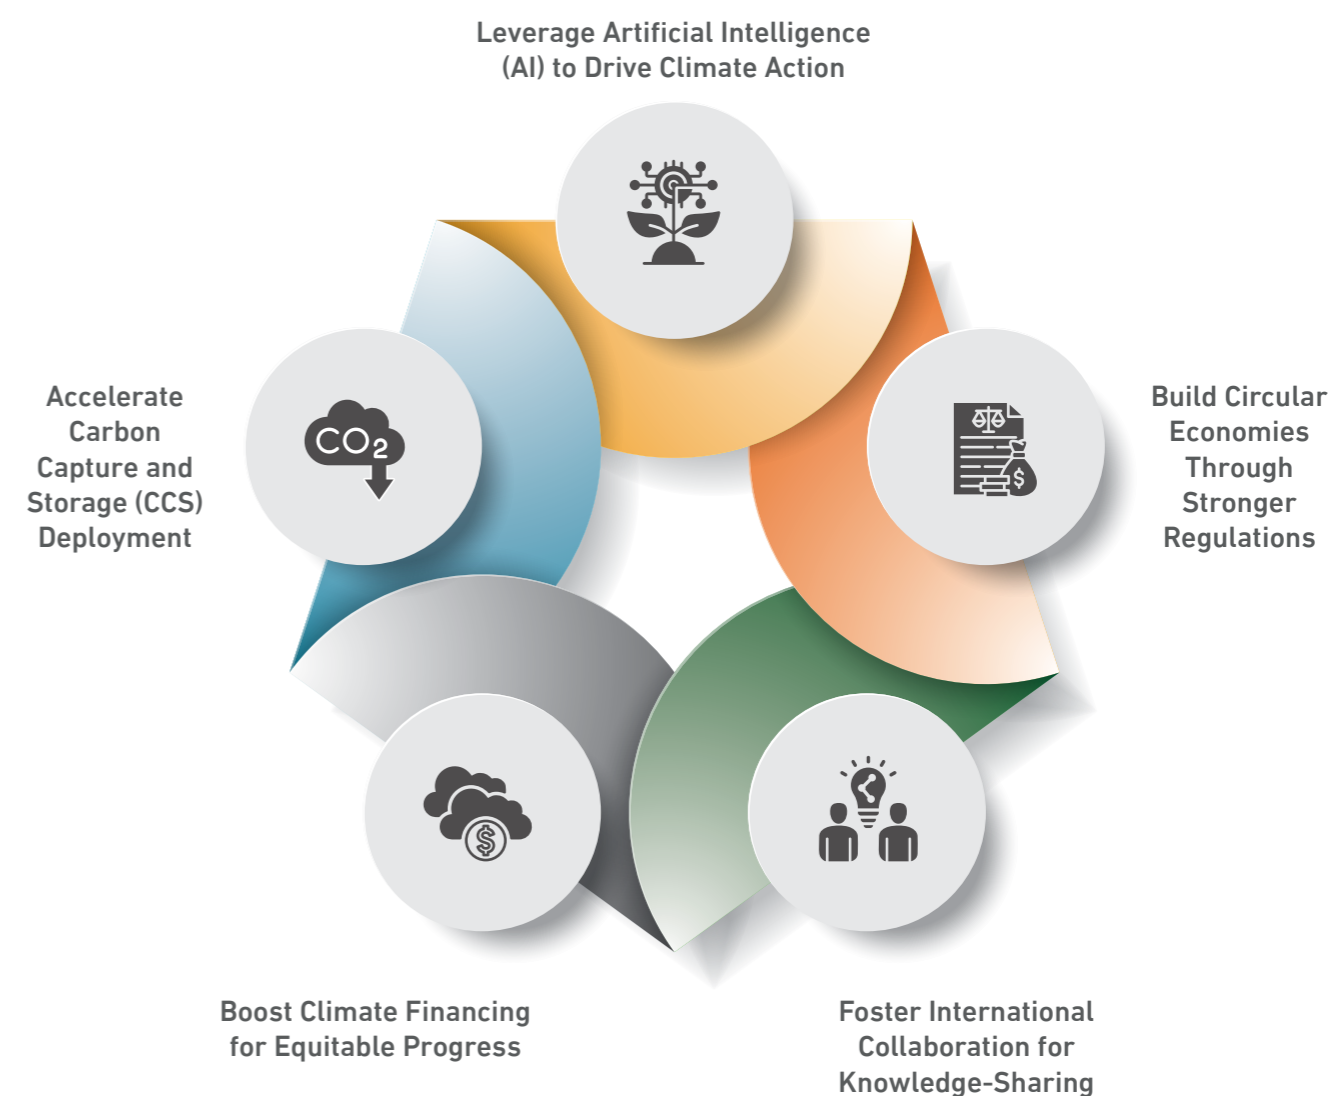 Leverage Artificial Intelligence
(AI) to Drive Climate Action
Build Circular
Economies
Through
Stronger
Regulations
$
Foster International
Collaboration for
Knowledge-Sharing
Boost Climate Financing
for Equitable Progress
$
Accelerate
Carbon
Capture and
Storage (CCS)
Deployment
CO2